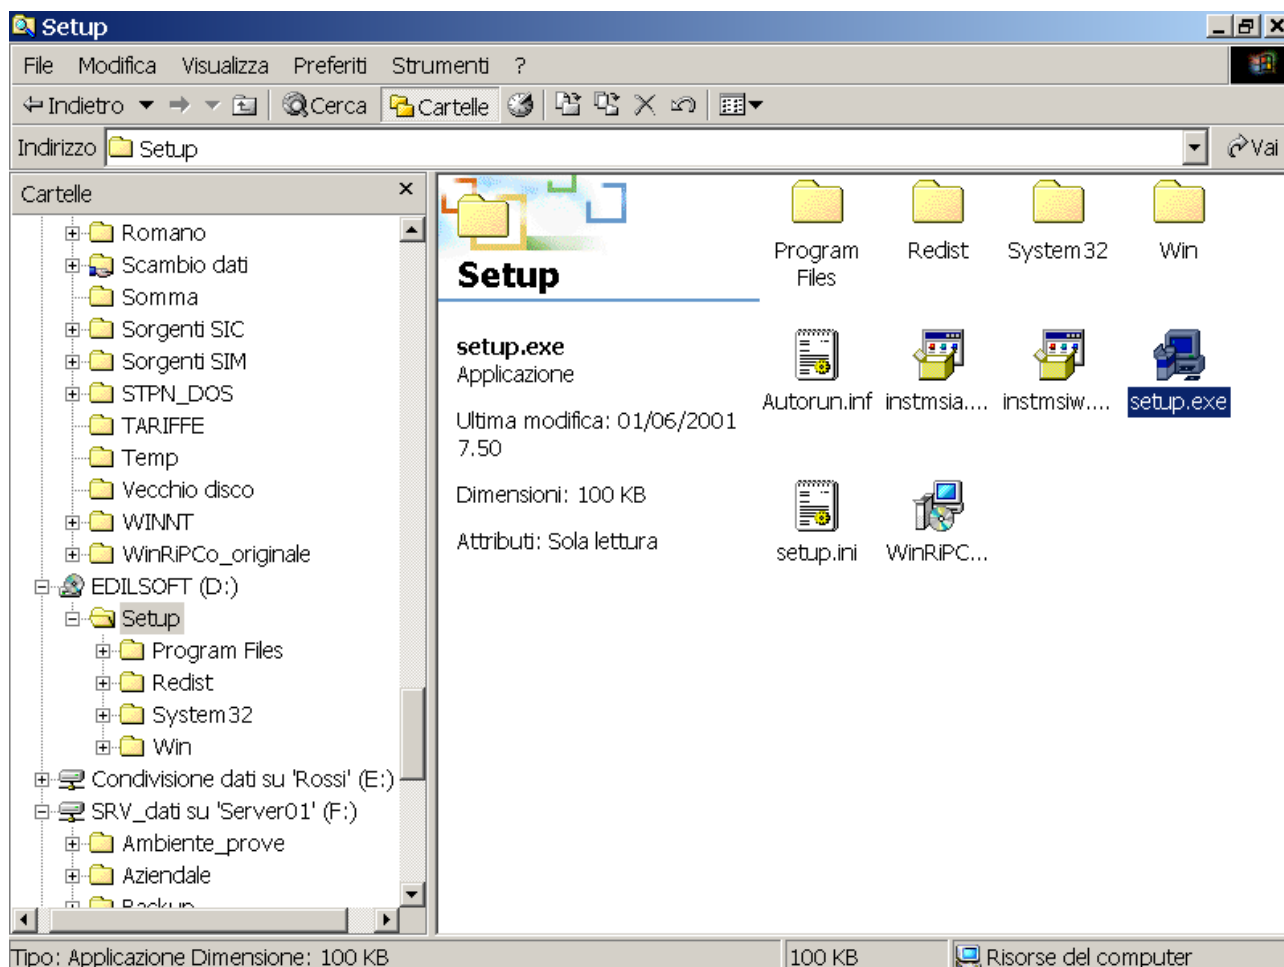 Setup
File Modifica Visualizza Preferiti Strumenti ?
Indietro Cerca Cartelle
Indirizzo Setup Vai
Cartelle
Romano
Scambio dati
Somma
Sorgenti SIC
Sorgenti SIM
STPN_DOS
TARIFFE
Temp
Vecchio disco
WINNT
WinRiPCo_originale
EDILSOFT (D:)
Setup
Program Files
Redist
System32
Win
Condivisione dati su 'Rossi' (E:)
SRV_dati su 'Server01' (F:)
Ambiente_prove
Aziendale
Backup
Setup
setup.exe
Applicazione
Ultima modifica: 01/06/2001
7.50
Dimensioni: 100 KB
Attributi: Sola lettura
Program
Files
Redist
System32
Win
Autorun.inf
instmsia....
instmsiw....
setup.exe
setup.ini
WinRiPC...
Tipo: Applicazione Dimensione: 100 KB
100 KB
Risorse del computer